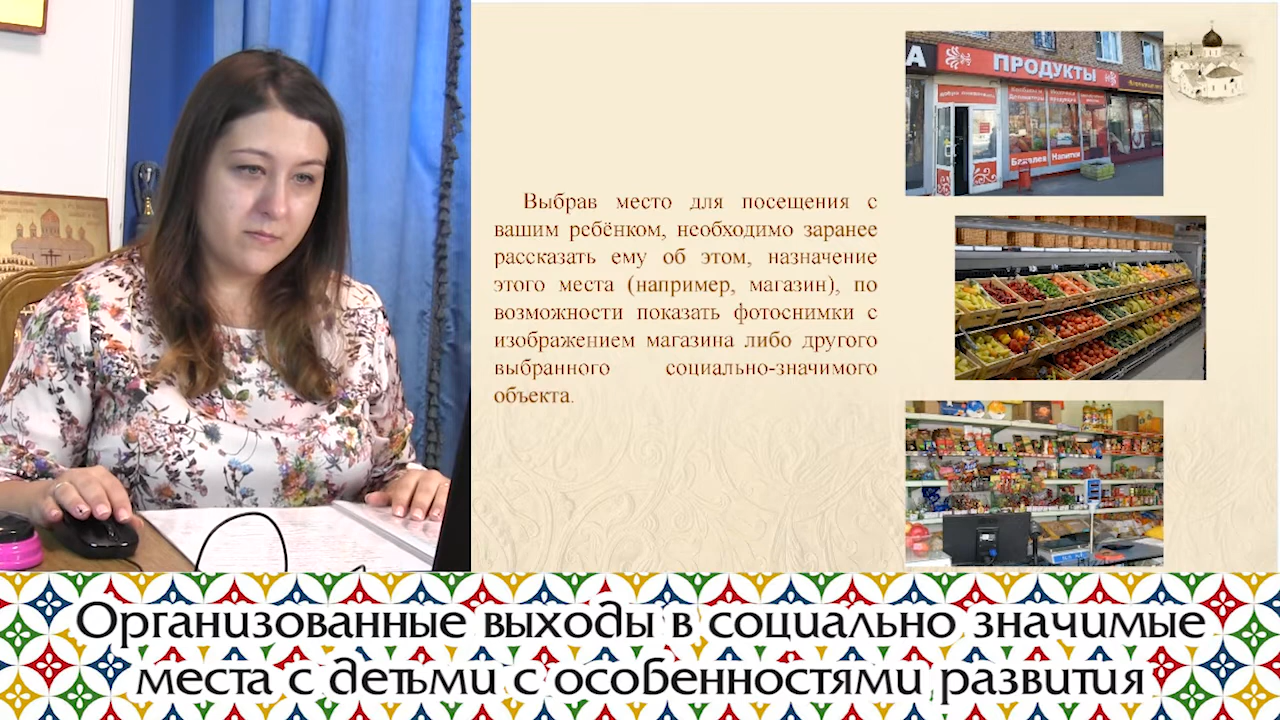 А
ПРОДУКТЫ
Выбрав место для посещения с
вашим ребёнком, необходимо заранее
рассказать ему об этом, назначение
этого места (например, магазин), по
возможности показать фотоснимки с
изображением магазина либо другого
выбранного социально-значимого
объекта.
Бакалея Напитки
Организованные выходы в социально значимые
места с детьми с особенностями развития